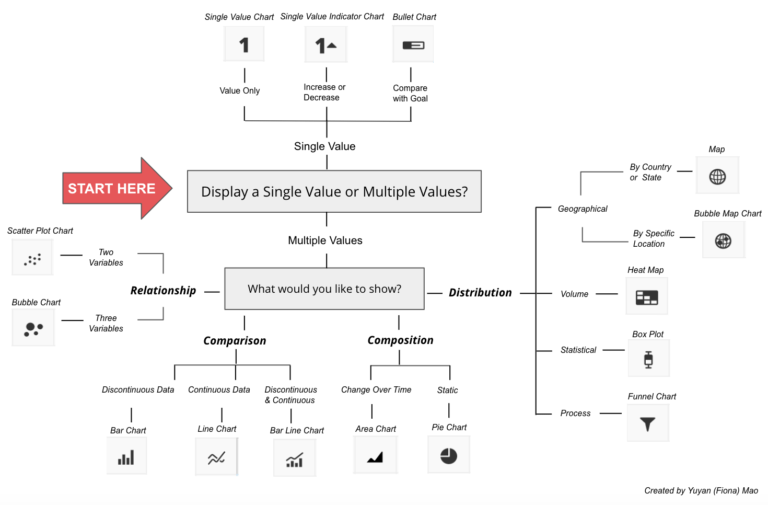 Single Value Chart
Single Value Indicator Chart
Bullet Chart
1
1
Value Only
Increase or
Decrease
Compare
with Goal
Single Value
START HERE
Display a Single Value or Multiple Values?
Multiple Values
What would you like to show?
Relationship
Two
Variables
Scatter Plot Chart
Three
Variables
Bubble Chart
Comparison
Discontinuous Data
Continuous Data
Discontinuous
& Continuous
Bar Chart
Line Chart
Bar Line Chart
Composition
Change Over Time
Static
Area Chart
Pie Chart
Distribution
Geographical
By Country
or State
Map
By Specific
Location
Bubble Map Chart
Volume
Heat Map
Statistical
Box Plot
Process
Funnel Chart
Created by Yuyan (Fiona) Mao